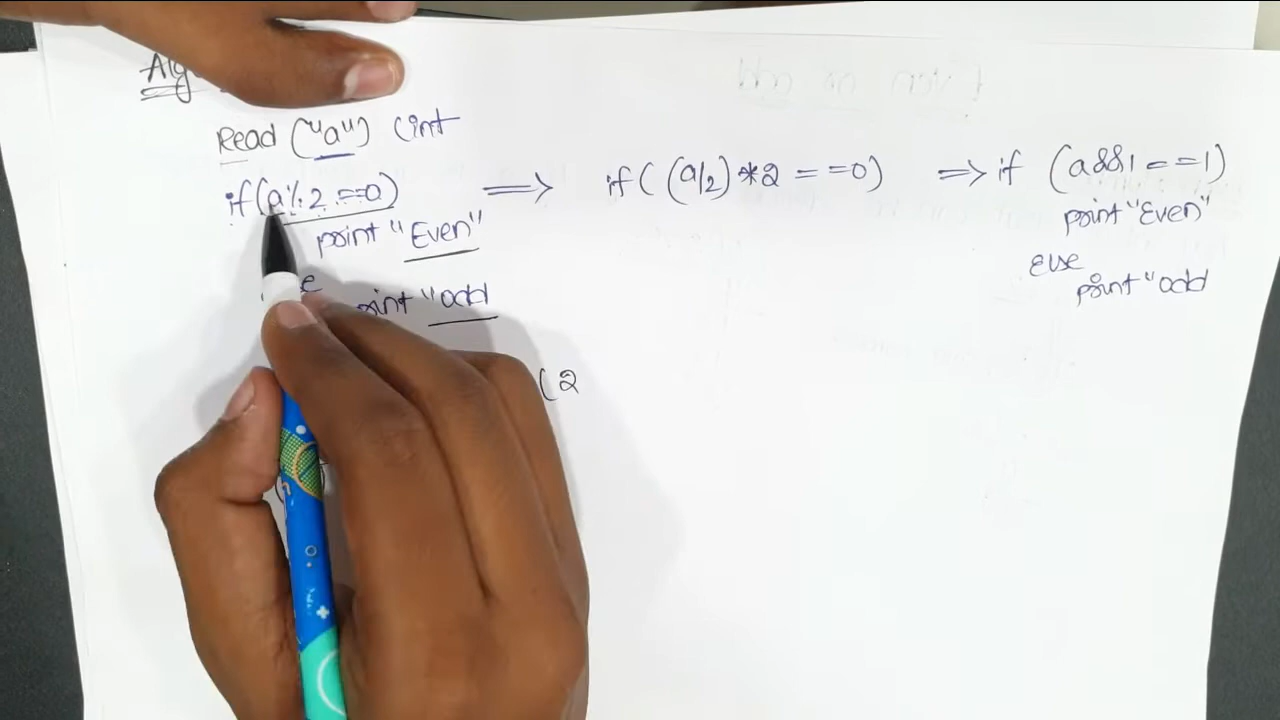 Read ("a") (int
if(a%2 ==0) => if( (a/2)*2 ==0) => if (a&&1 ==1)
print "Even" print "Even"
Else
print "odd print "odd
( 2